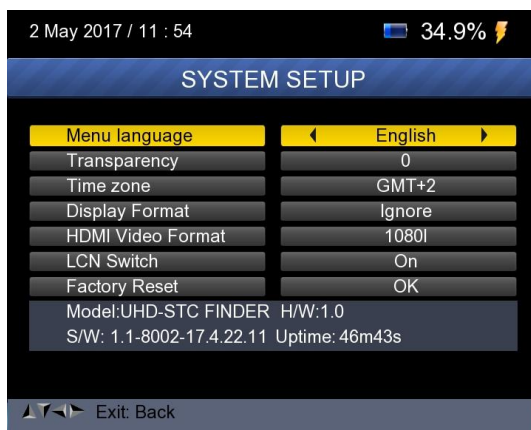 2 May 2017 / 11 : 54 34.9%
SYSTEM SETUP
Menu language English
Transparency 0
Time zone GMT+2
Display Format Ignore
HDMI Video Format 1080I
LCN Switch On
Factory Reset OK
Model:UHD-STC FINDER H/W:1.0
S/W: 1.1-8002-17.4.22.11 Uptime: 46m43s
Exit: Back